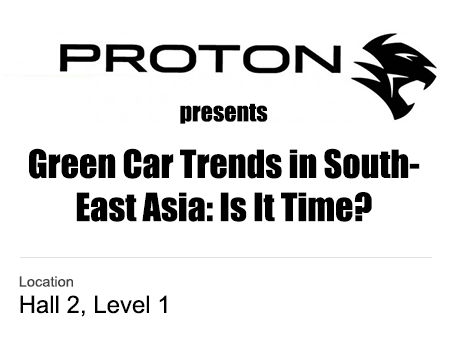 PROTON
presents
Green Car Trends in South-
East Asia: Is It Time?
Location
Hall 2, Level 1